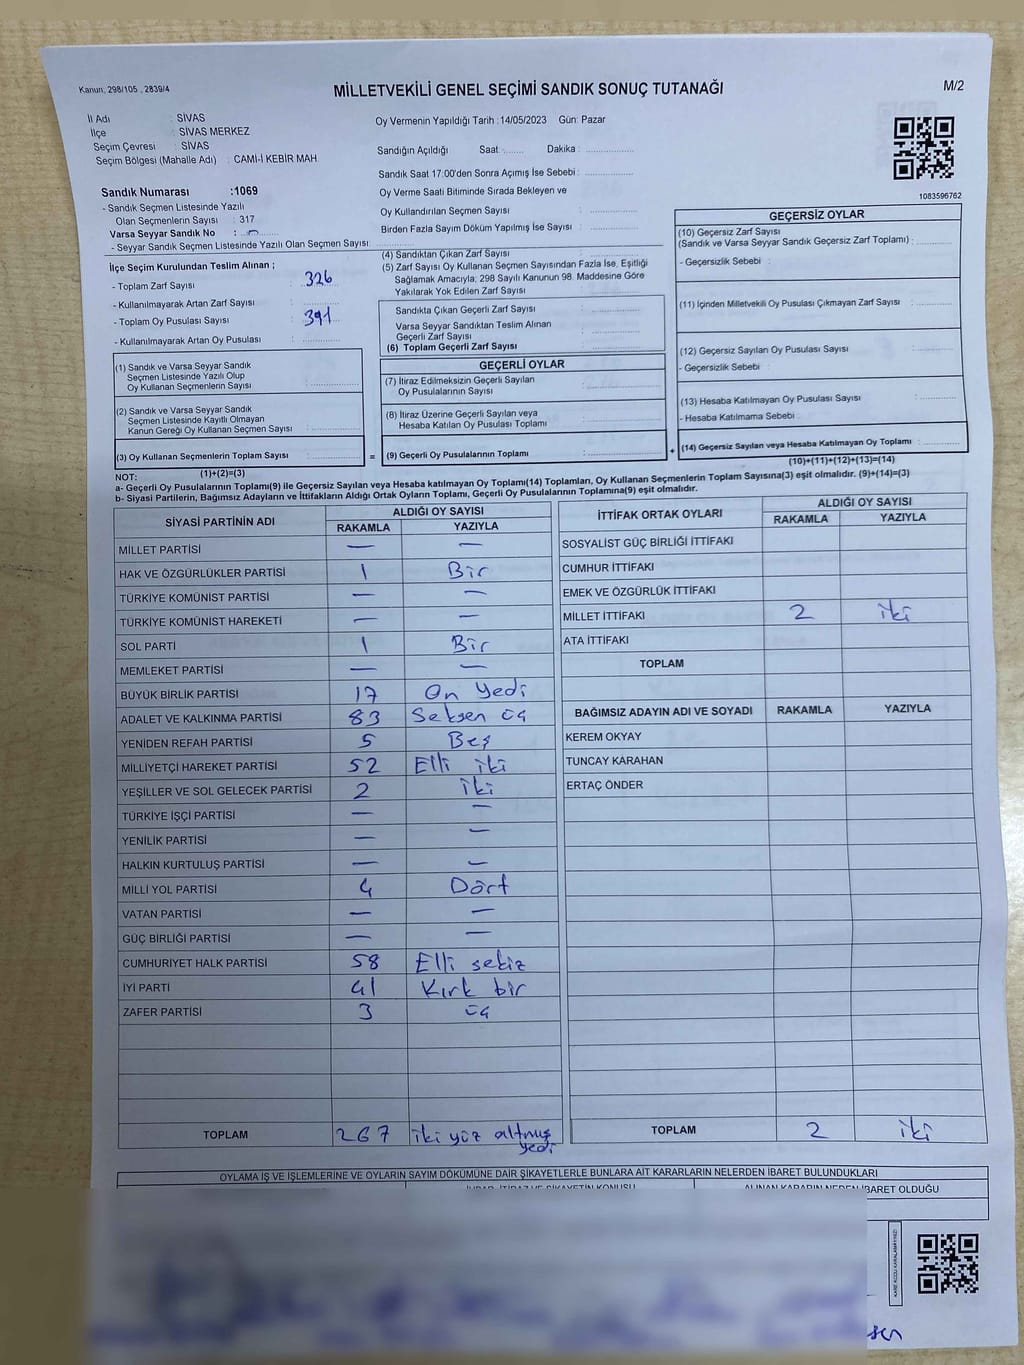 Kanun, 298/105 , 2839/4
MİLLETVEKİLİ GENEL SEÇİMİ SANDIK SONUÇ TUTANAĞI
M/2
İl Adı : SİVAS
İlçe : SİVAS MERKEZ
Seçim Çevresi : SİVAS
Seçim Bölgesi (Mahalle Adı) : CAMİ-İ KEBİR MAH.
Sandık Numarası :1069
- Sandık Seçmen Listesinde Yazılı
Olan Seçmenlerin Sayısı : 317
Varsa Seyyar Sandık No :
- Seyyar Sandık Seçmen Listesinde Yazılı Olan Seçmen Sayısı
Oy Vermenin Yapıldığı Tarih :14/05/2023 Gün: Pazar
Sandığın Açıldığı Saat: Dakika :
Sandık Saat 17:00'den Sonra Açımış İse Sebebi :
Oy Verme Saati Bitiminde Sırada Bekleyen ve
Oy Kullandırılan Seçmen Sayısı :
Birden Fazla Sayım Döküm Yapılmış İse Sayısı :
1083596762
İlçe Seçim Kurulundan Teslim Alınan ;
- Toplam Zarf Sayısı : 326
- Kullanılmayarak Artan Zarf Sayısı :
- Toplam Oy Pusulası Sayısı : 391
- Kullanılmayarak Artan Oy Pusulası :
(4) Sandıktan Çıkan Zarf Sayısı :
(5) Zarf Sayısı Oy Kullanan Seçmen Sayısından Fazla İse, Eşitliği
Sağlamak Amacıyla; 298 Sayılı Kanunun 98. Maddesine Göre
Yakılarak Yok Edilen Zarf Sayısı :
Sandıkta Çıkan Geçerli Zarf Sayısı :
Varsa Seyyar Sandıktan Teslim Alınan
Geçerli Zarf Sayısı :
(6) Toplam Geçerli Zarf Sayısı :
GEÇERSİZ OYLAR
(10) Geçersiz Zarf Sayısı
(Sandık ve Varsa Seyyar Sandık Geçersiz Zarf Toplamı) :
- Geçersizlik Sebebi :
(11) İçinden Milletvekili Oy Pusulası Çıkmayan Zarf Sayısı :
(12) Geçersiz Sayılan Oy Pusulası Sayısı :
- Geçersizlik Sebebi :
(13) Hesaba Katılmayan Oy Pusulası Sayısı :
- Hesaba Katılmama Sebebi :
(14) Geçersiz Sayılan veya Hesaba Katılmayan Oy Toplamı :
(10)+(11)+(12)+(13)=(14)
(1) Sandık ve Varsa Seyyar Sandık
Seçmen Listesinde Yazılı Olup
Oy Kullanan Seçmenlerin Sayısı :
(2) Sandık ve Varsa Seyyar Sandık
Seçmen Listesinde Kayıtlı Olmayan
Kanun Gereği Oy Kullanan Seçmen Sayısı :
(3) Oy Kullanan Seçmenlerin Toplam Sayısı : =
(1)+(2)=(3)
GEÇERLİ OYLAR
(7) İtiraz Edilmeksizin Geçerli Sayılan
Oy Pusulalarının Sayısı :
(8) İtiraz Üzerine Geçerli Sayılan veya
Hesaba Katılan Oy Pusulası Toplamı :
(9) Geçerli Oy Pusulalarının Toplamı : +
NOT:
a- Geçerli Oy Pusulalarının Toplamı(9) ile Geçersiz Sayılan veya Hesaba katılmayan Oy Toplamı(14) Toplamları, Oy Kullanan Seçmenlerin Toplam Sayısına(3) eşit olmalıdır. (9)+(14)=(3)
b- Siyasi Partilerin, Bağımsız Adayların ve İttifakların Aldığı Ortak Oyların Toplamı, Geçerli Oy Pusulalarının Toplamına(9) eşit olmalıdır.
SİYASİ PARTİNİN ADI ALDIĞI OY SAYISI
RAKAMLA YAZIYLA
MİLLET PARTİSİ — —
HAK VE ÖZGÜRLÜKLER PARTİSİ 1 Bir
TÜRKİYE KOMÜNİST PARTİSİ — —
TÜRKİYE KOMÜNİST HAREKETİ — —
SOL PARTİ 1 Bir
MEMLEKET PARTİSİ — —
BÜYÜK BİRLİK PARTİSİ 17 On yedi
ADALET VE KALKINMA PARTİSİ 83 Seksen üç
YENİDEN REFAH PARTİSİ 5 Beş
MİLLİYETÇİ HAREKET PARTİSİ 52 Elli iki
YEŞİLLER VE SOL GELECEK PARTİSİ 2 iki
TÜRKİYE İŞÇİ PARTİSİ — —
YENİLİK PARTİSİ — —
HALKIN KURTULUŞ PARTİSİ — —
MİLLİ YOL PARTİSİ 4 Dört
VATAN PARTİSİ — —
GÜÇ BİRLİĞİ PARTİSİ — —
CUMHURİYET HALK PARTİSİ 58 Elli sekiz
İYİ PARTİ 41 Kırk bir
ZAFER PARTİSİ 3 üç
TOPLAM 267 iki yüz altmış
yedi
İTTİFAK ORTAK OYLARI ALDIĞI OY SAYISI
RAKAMLA YAZIYLA
SOSYALİST GÜÇ BİRLİĞİ İTTİFAKI
CUMHUR İTTİFAKI
EMEK VE ÖZGÜRLÜK İTTİFAKI
MİLLET İTTİFAKI 2 iki
ATA İTTİFAKI
TOPLAM
BAĞIMSIZ ADAYIN ADI VE SOYADI RAKAMLA YAZIYLA
KEREM OKYAY
TUNCAY KARAHAN
ERTAÇ ÖNDER
TOPLAM 2 iki
OYLAMA İŞ VE İŞLEMLERİNE VE OYLARIN SAYIM DÖKÜMÜNE DAİR ŞİKAYETLERLE BUNLARA AİT KARARLARIN NELERDEN İBARET BULUNDUKLARI
İHBAR, İTİRAZ VE ŞİKAYETİN KONUSU ALINAN KARARIN NEDEN İBARET OLDUĞU